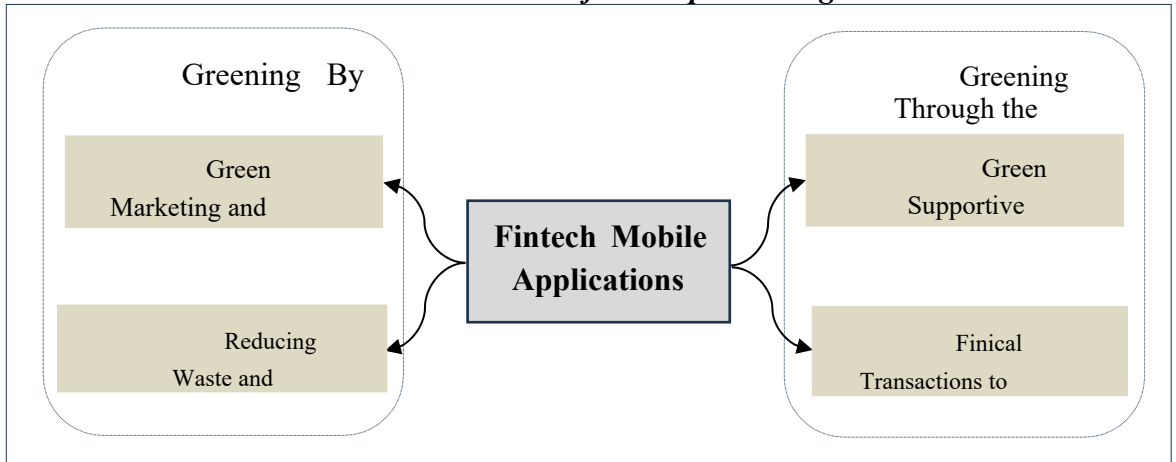 Greening By
Green
Marketing and
Reducing
Waste and
Fintech Mobile
Applications
Greening
Through the
Green
Supportive
Finical
Transactions to